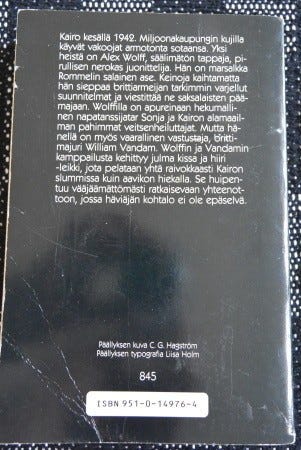 Kairo kesällä 1942. Miljoonakaupungin kujilla
käyvät vakoojat armotonta sotaansa. Yksi
heistä on Alex Wolff, säälimätön tappaja, pi-
rullisen nerokas juonittelija. Hän on marsalkka
Rommelin salainen ase. Keinoja kaihtamatta
hän sieppaa brittiarmeijan tarkimmin varjellut
suunnitelmat ja viestittää ne saksalaisten pää-
majaan. Wolffilla on apureinaan hekumalli-
nen napatanssijatar Sonja ja Kairon alamaail-
man pahimmat veitsenheiluttajat. Mutta hä-
nellä on myös vaarallinen vastustaja, britti-
majuri William Vandam. Wolffin ja Vandamin
kamppailusta kehittyy julma kissa ja hiiri
-leikki, jota pelataan yhtä raivokkaasti Kairon
slummissa kuin aavikon hiekalla. Se huipen-
tuu vääjäämättömästi ratkaisevaan yhteenot-
toon, jossa häviäjän kohtalo ei ole epäselvä.
Päällyksen kuva C. G. Hagström
Päällyksen typografia Liisa Holm
845
ISBN 951-0-14976-4